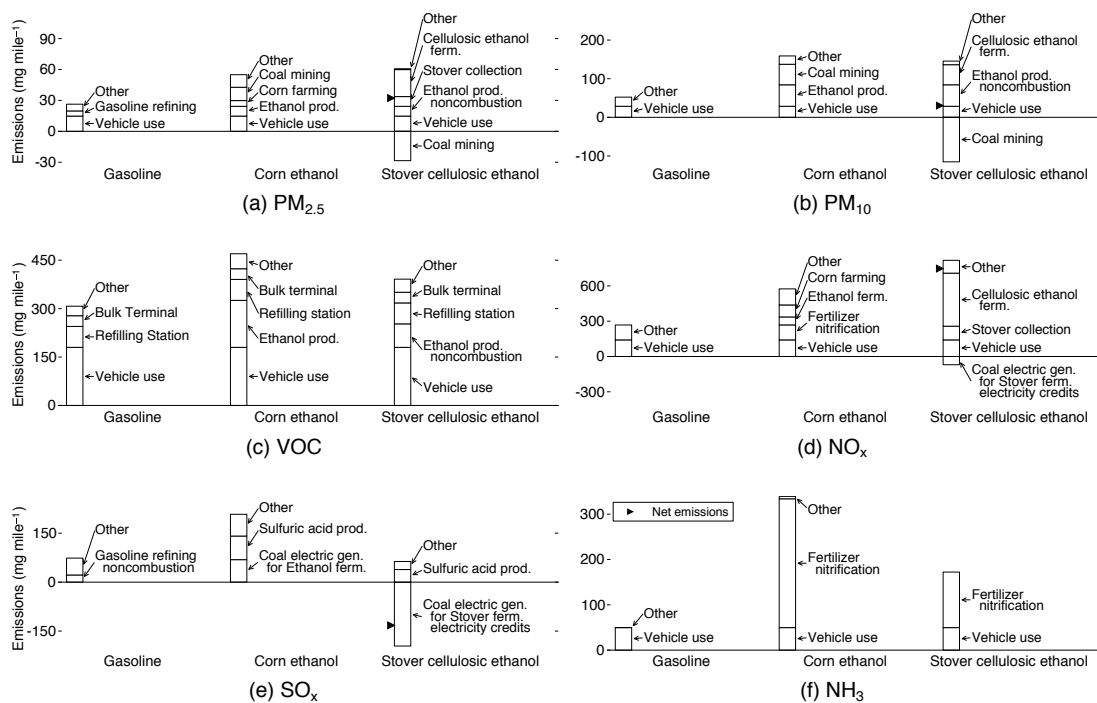 Emissions (mg mile⁻¹)
90
60
30
0
-30
Other
Gasoline refining
Vehicle use
Other
Coal mining
Corn farming
Ethanol prod.
Vehicle use
Other
Cellulosic ethanol
ferm.
Stover collection
Ethanol prod.
noncombustion
Vehicle use
Coal mining
Gasoline
Corn ethanol
Stover cellulosic ethanol
(a) PM2.5
200
100
0
-100
Other
Vehicle use
Other
Coal mining
Ethanol prod.
Vehicle use
Other
Cellulosic ethanol
ferm.
Ethanol prod.
noncombustion
Vehicle use
Coal mining
Gasoline
Corn ethanol
Stover cellulosic ethanol
(b) PM10
Emissions (mg mile⁻¹)
450
300
150
0
Other
Bulk Terminal
Refilling Station
Vehicle use
Other
Bulk terminal
Refilling station
Ethanol prod.
Vehicle use
Other
Bulk terminal
Refilling station
Ethanol prod.
noncombustion
Vehicle use
Gasoline
Corn ethanol
Stover cellulosic ethanol
(c) VOC
600
300
0
-300
Other
Vehicle use
Other
Corn farming
Ethanol ferm.
Fertilizer
nitrification
Vehicle use
Other
Cellulosic ethanol
ferm.
Stover collection
Vehicle use
Coal electric gen.
for Stover ferm.
electricity credits
Gasoline
Corn ethanol
Stover cellulosic ethanol
(d) NOx
Emissions (mg mile⁻¹)
150
0
-150
Other
Gasoline refining
noncombustion
Other
Sulfuric acid prod.
Coal electric gen.
for Ethanol ferm.
Other
Sulfuric acid prod.
Coal electric gen.
for Stover ferm.
electricity credits
Gasoline
Corn ethanol
Stover cellulosic ethanol
(e) SOx
300
200
100
0
Net emissions
Other
Vehicle use
Other
Fertilizer
nitrification
Vehicle use
Fertilizer
nitrification
Vehicle use
Gasoline
Corn ethanol
Stover cellulosic ethanol
(f) NH3